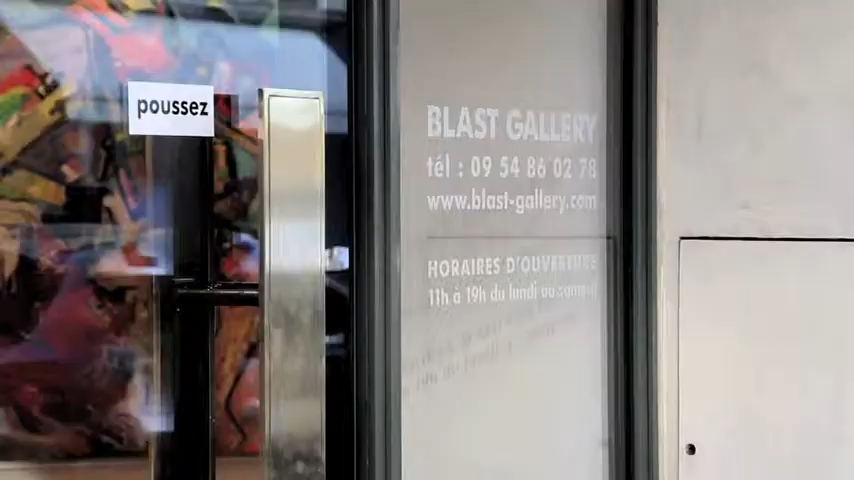 poussez
BLAST GALLERY
tél : 09 54 86 02 78
www.blast-gallery.com
HORAIRES D'OUVERTURE
11h à 19h du lundi au samedi